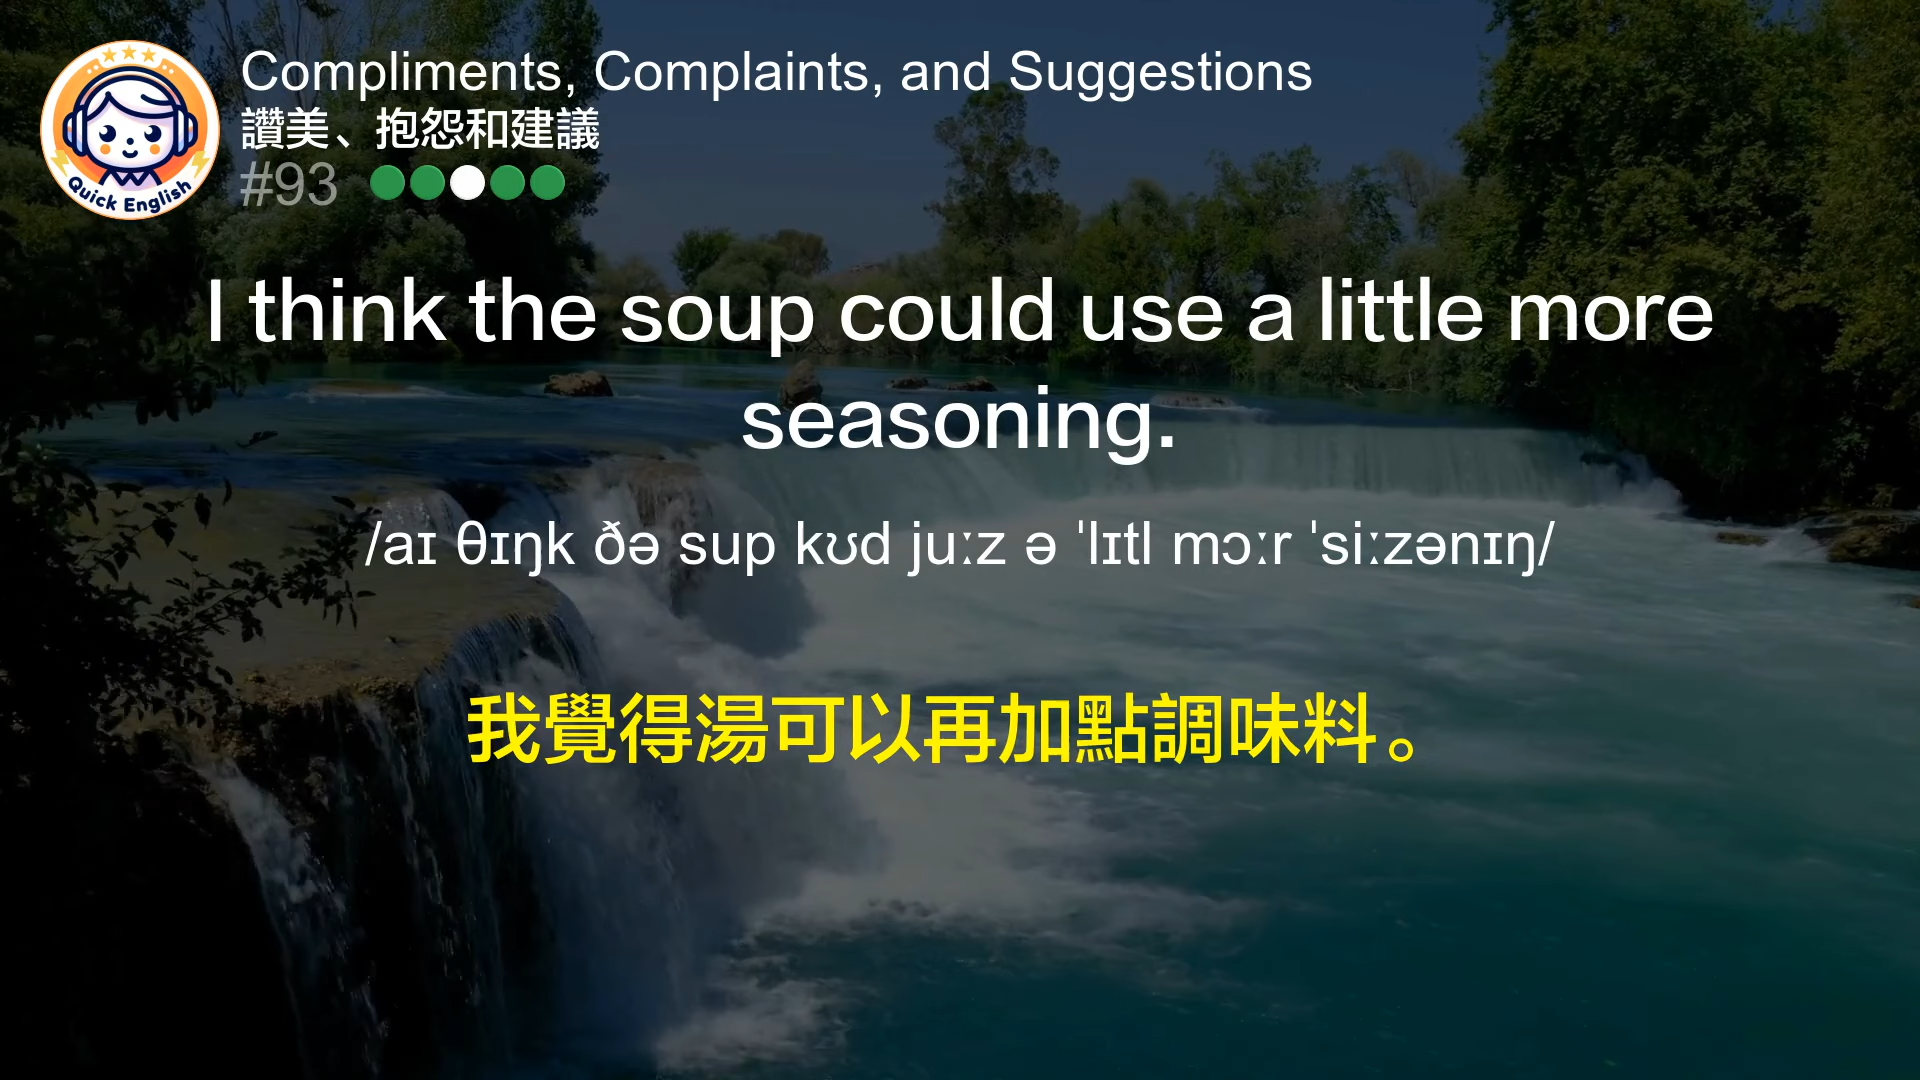 Compliments, Complaints, and Suggestions
讚美、抱怨和建議
#93
Quick English
I think the soup could use a little more
seasoning.
/aɪ θɪŋk ðə sup kʊd juːz ə ˈlɪtl mɔːr ˈsiːzənɪŋ/
我覺得湯可以再加點調味料。